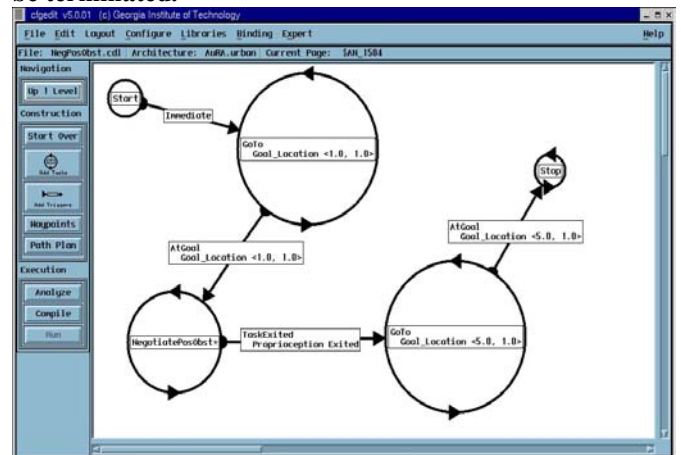 be terminated.
cfgedit v5.0.01 (c) Georgia Institute of Technology
File Edit Layout Configure Libraries Binding Expert Help
File: NegPosObst.cdl Architecture: AuRA.urban Current Page: $AN_1584
Navigation
Up 1 Level
Construction
Start Over
Add Tasks
Add Triggers
Waypoints
Path Plan
Execution
Analyze
Compile
Run
Start
Immediate
GoTo
Goal_Location <1.0, 1.0>
Stop
AtGoal
Goal_Location <5.0, 1.0>
AtGoal
Goal_Location <1.0, 1.0>
NegotiatePosObst+
TaskExited
Proprioception Exited
GoTo
Goal_Location <5.0, 1.0>